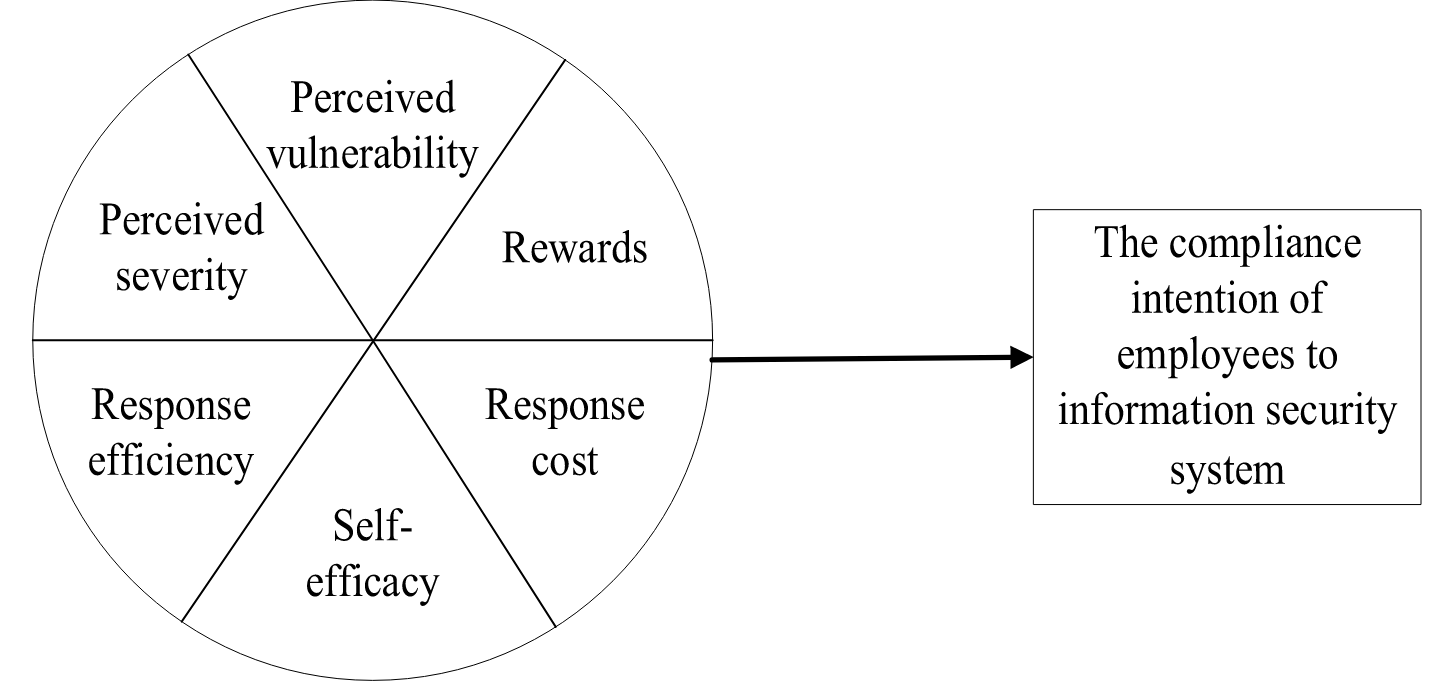 Perceived
vulnerability
Perceived
severity
Rewards
Response
efficiency
Response
cost
Self-
efficacy
The compliance
intention of
employees to
information security
system